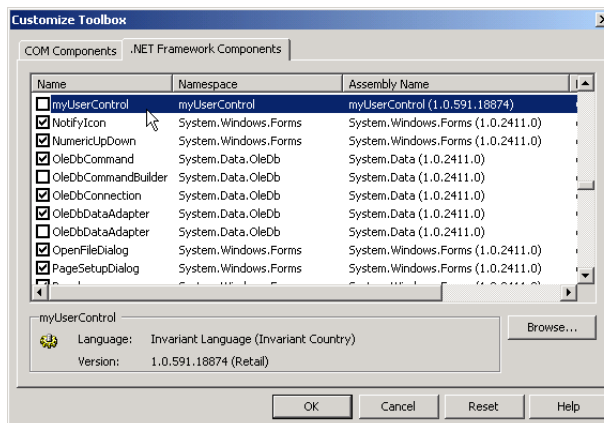 Customize Toolbox
COM Components .NET Framework Components
Name Namespace Assembly Name
myUserControl myUserControl myUserControl (1.0.591.18874)
NotifyIcon System.Windows.Forms System.Windows.Forms (1.0.2411.0)
NumericUpDown System.Windows.Forms System.Windows.Forms (1.0.2411.0)
OleDbCommand System.Data.OleDb System.Data (1.0.2411.0)
OleDbCommandBuilder System.Data.OleDb System.Data (1.0.2411.0)
OleDbConnection System.Data.OleDb System.Data (1.0.2411.0)
OleDbDataAdapter System.Data.OleDb System.Data (1.0.2411.0)
OleDbDataAdapter System.Data.OleDb System.Data (1.0.2411.0)
OpenFileDialog System.Windows.Forms System.Windows.Forms (1.0.2411.0)
PageSetupDialog System.Windows.Forms System.Windows.Forms (1.0.2411.0)
myUserControl
Browse...
Language: Invariant Language (Invariant Country)
Version: 1.0.591.18874 (Retail)
OK Cancel Reset Help